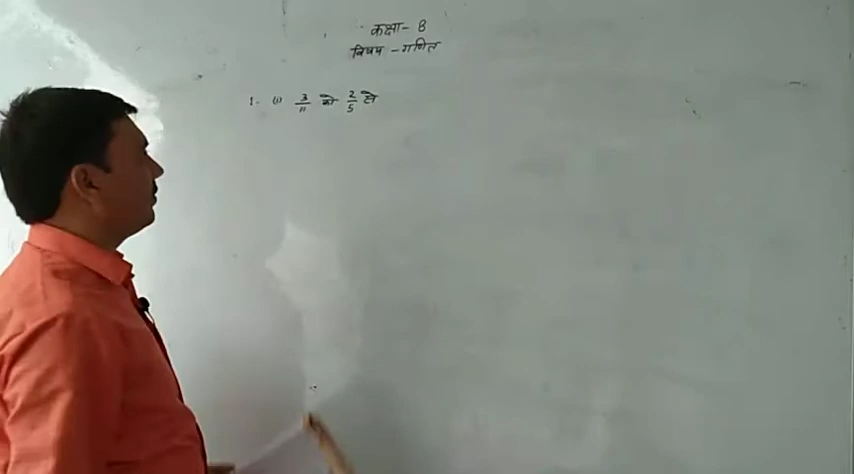 कक्षा - 8
विषय - गणित
1. (i) 3/11 को 2/5 से